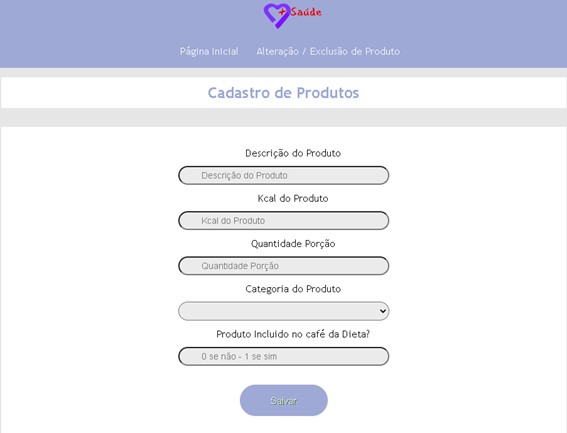 +Saúde
Página Inicial Alteração / Exclusão de Produto
Cadastro de Produtos
Descrição do Produto
Descrição do Produto
Kcal do Produto
Kcal do Produto
Quantidade Porção
Quantidade Porção
Categoria do Produto
Produto Incluido no café da Dieta?
0 se não - 1 se sim
Salvar